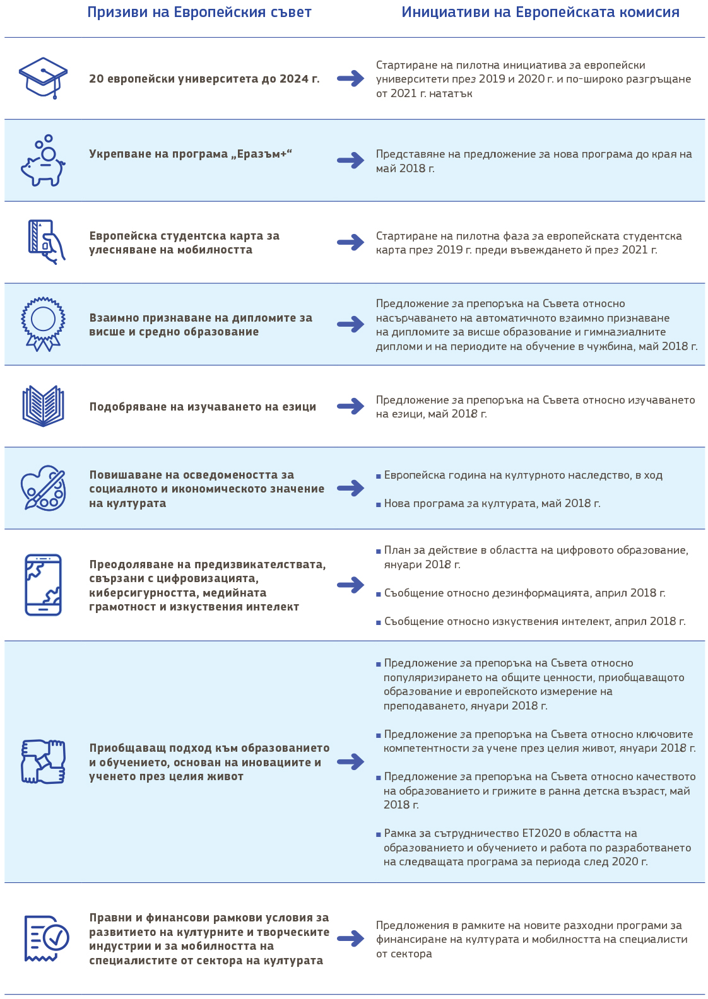 Призиви на Европейския съвет
Инициативи на Европейската комисия
20 европейски университета до 2024 г.
Стартиране на пилотна инициатива за европейски
университети през 2019 и 2020 г. и по-широко разгръщане
от 2021 г. нататък
Укрепване на програма „Еразъм+“
Представяне на предложение за нова програма до края на
май 2018 г.
Европейска студентска карта за
улесняване на мобилността
Стартиране на пилотна фаза за европейската студентска
карта през 2019 г. преди въвеждането й през 2021 г.
Взаимно признаване на дипломите за
висше и средно образование
Предложение за препоръка на Съвета относно
насърчаването на автоматичното взаимно признаване
на дипломите за висше образование и гимназиалните
дипломи и на периодите на обучение в чужбина, май 2018 г.
Подобряване на изучаването на езици
Предложение за препоръка на Съвета относно изучаването
на езици, май 2018 г.
Повишаване на осведомеността за
социалното и икономическото значение
на културата
▪ Европейска година на културното наследство, в ход
▪ Нова програма за културата, май 2018 г.
Преодоляване на предизвикателствата,
свързани с цифровизацията,
киберсигурността, медийната
грамотност и изкуствения интелект
▪ План за действие в областта на цифровото образование,
януари 2018 г.
▪ Съобщение относно дезинформацията, април 2018 г.
▪ Съобщение относно изкуствения интелект, април 2018 г.
Приобщаващ подход към образованието
и обучението, основан на иновациите и
ученето през целия живот
▪ Предложение за препоръка на Съвета относно
популяризирането на общите ценности, приобщаващото
образование и европейското измерение на
преподаването, януари 2018 г.
▪ Предложение за препоръка на Съвета относно ключовите
компетентности за учене през целия живот, януари 2018 г.
▪ Предложение за препоръка на Съвета относно качеството
на образованието и грижите в ранна детска възраст, май
2018 г.
▪ Рамка за сътрудничество ЕТ2020 в областта на
образованието и обучението и работа по разработването
на следващата програма за периода след 2020 г.
Правни и финансови рамкови условия за
развитието на културните и творческите
индустрии и за мобилността на
специалистите от сектора на културата
Предложения в рамките на новите разходни програми за
финансиране на културата и мобилността на специалисти
от сектора